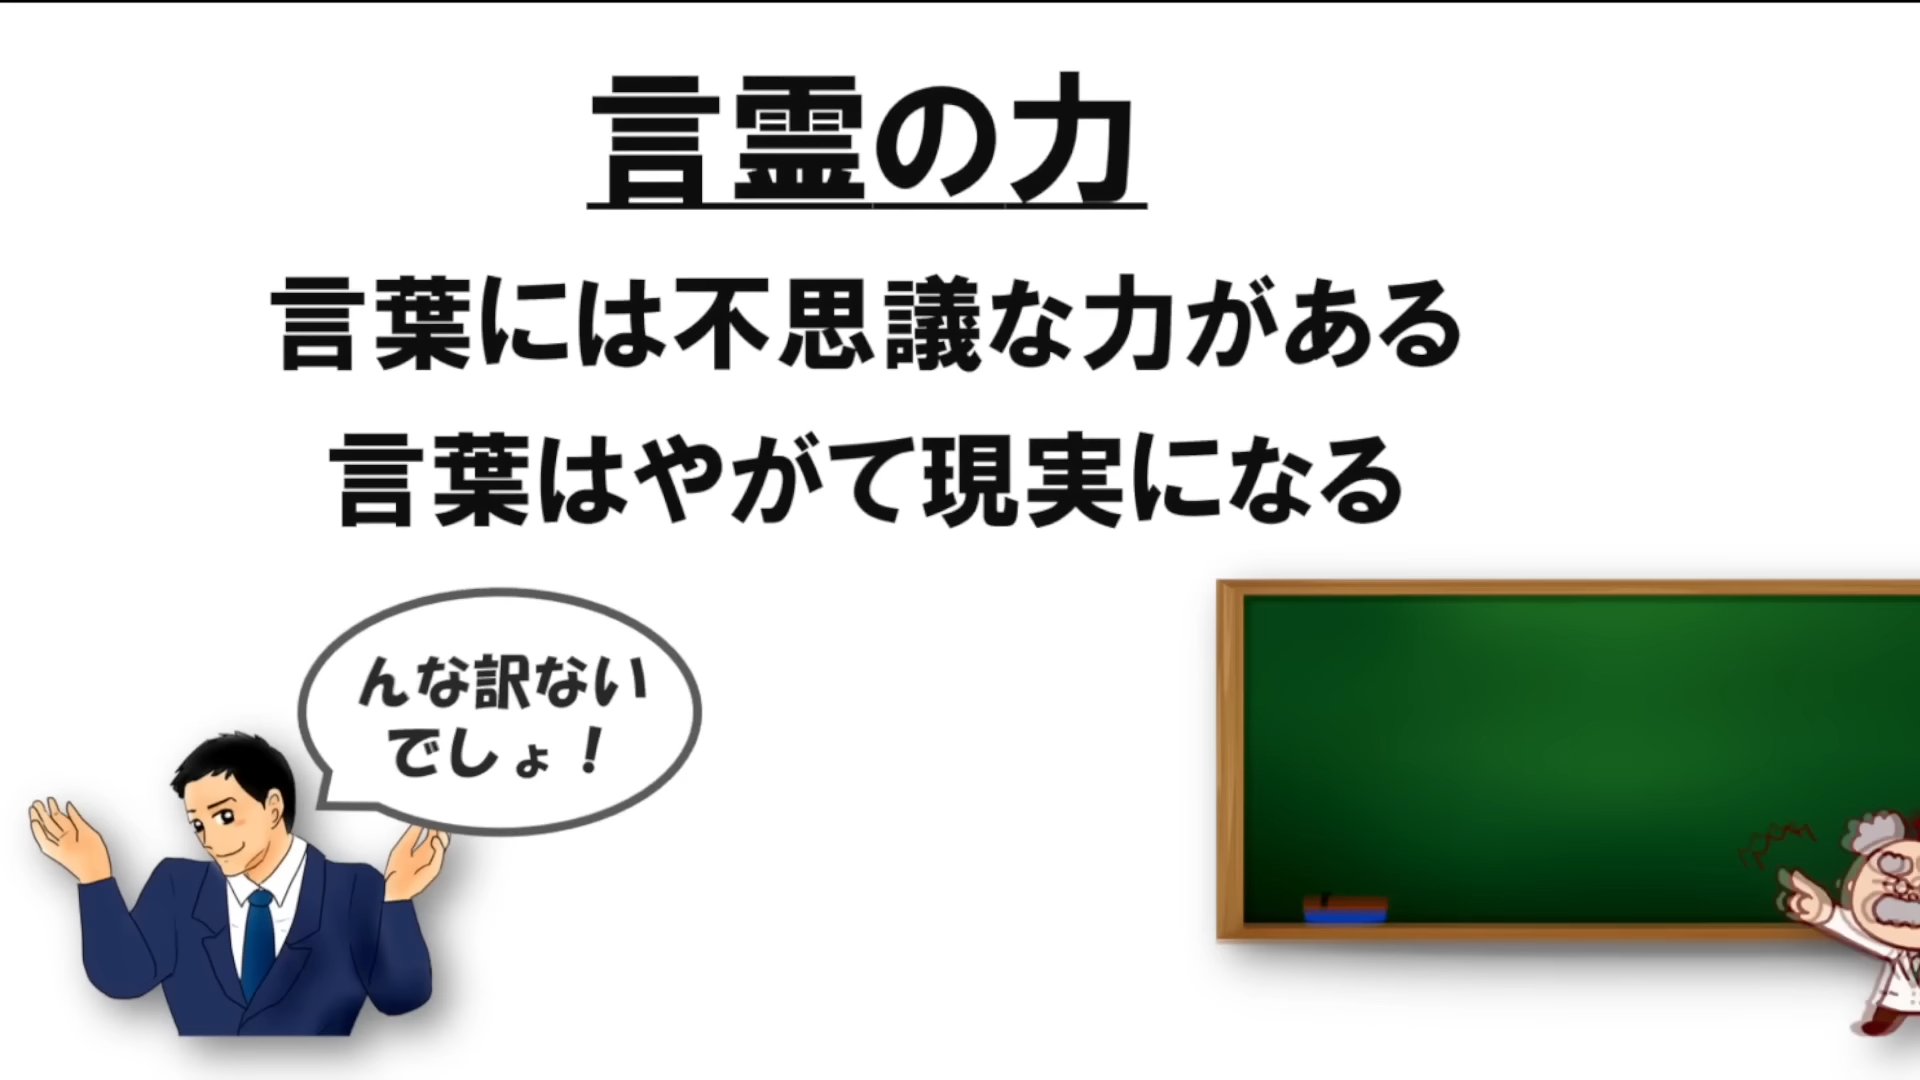 言霊の力
言葉には不思議な力がある
言葉はやがて現実になる
んな訳ない
でしょ！